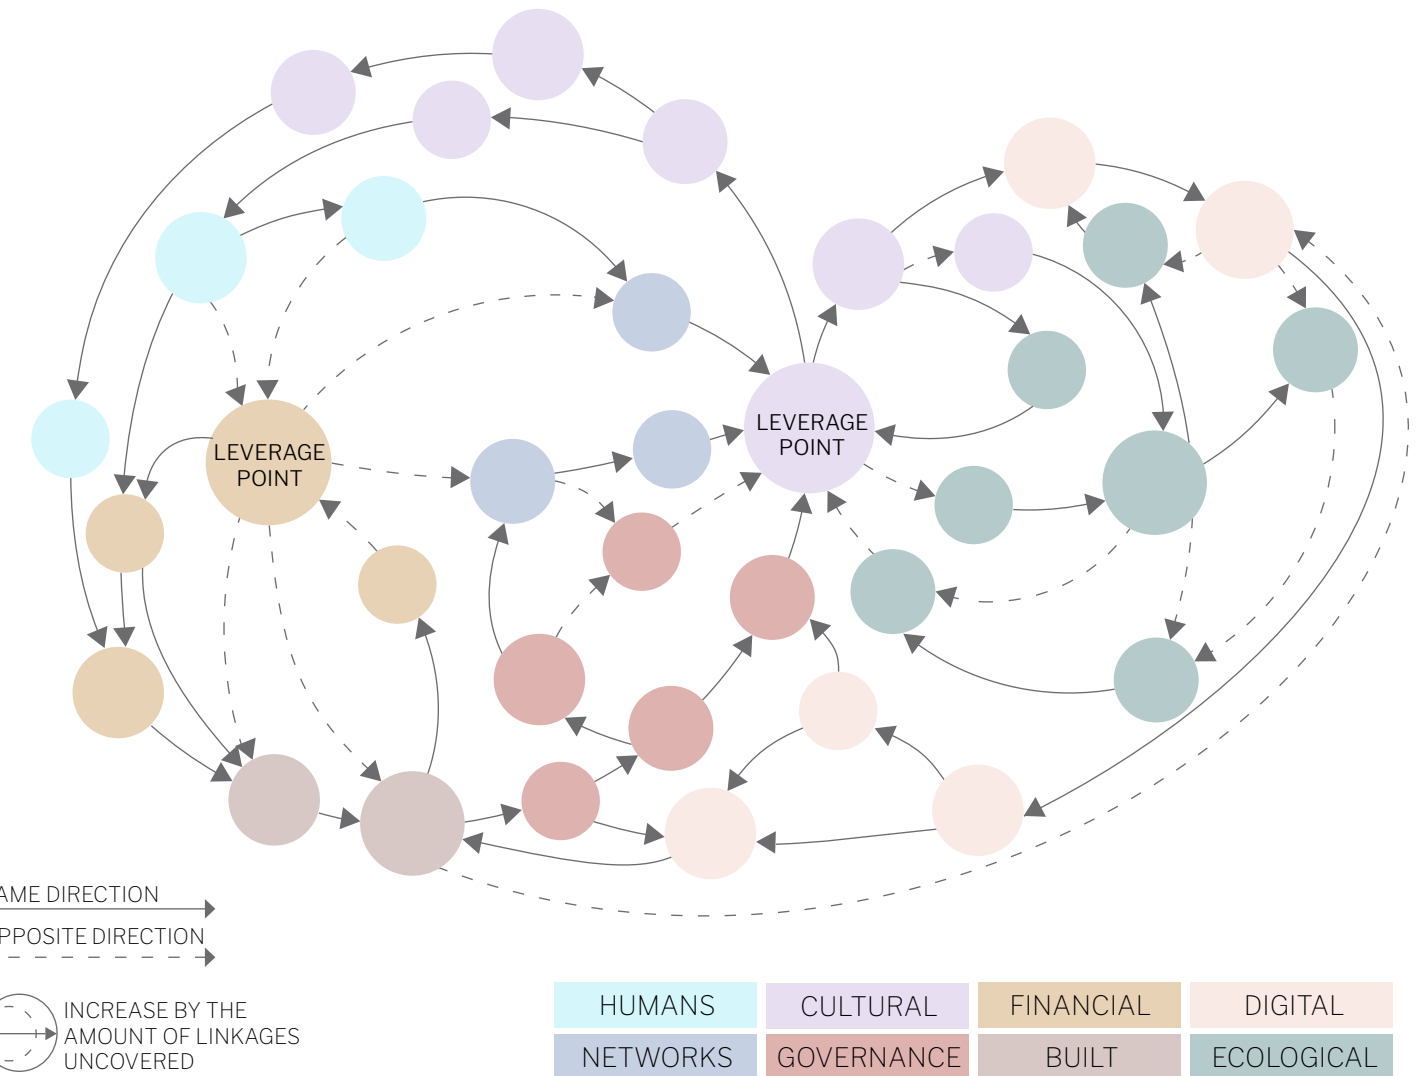 LEVERAGE
POINT
LEVERAGE
POINT
AME DIRECTION
PPOSITE DIRECTION
INCREASE BY THE
AMOUNT OF LINKAGES
UNCOVERED
HUMANS
CULTURAL
FINANCIAL
DIGITAL
NETWORKS
GOVERNANCE
BUILT
ECOLOGICAL